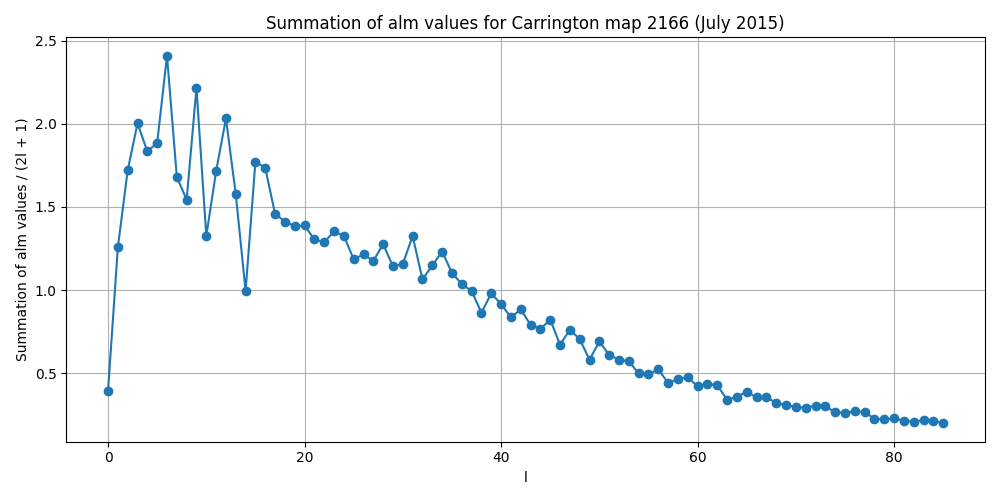 Summation of alm values for Carrington map 2166 (July 2015)
Summation of alm values / (2l + 1)
2.5
2.0
1.5
1.0
0.5
0 20 40 60 80
l